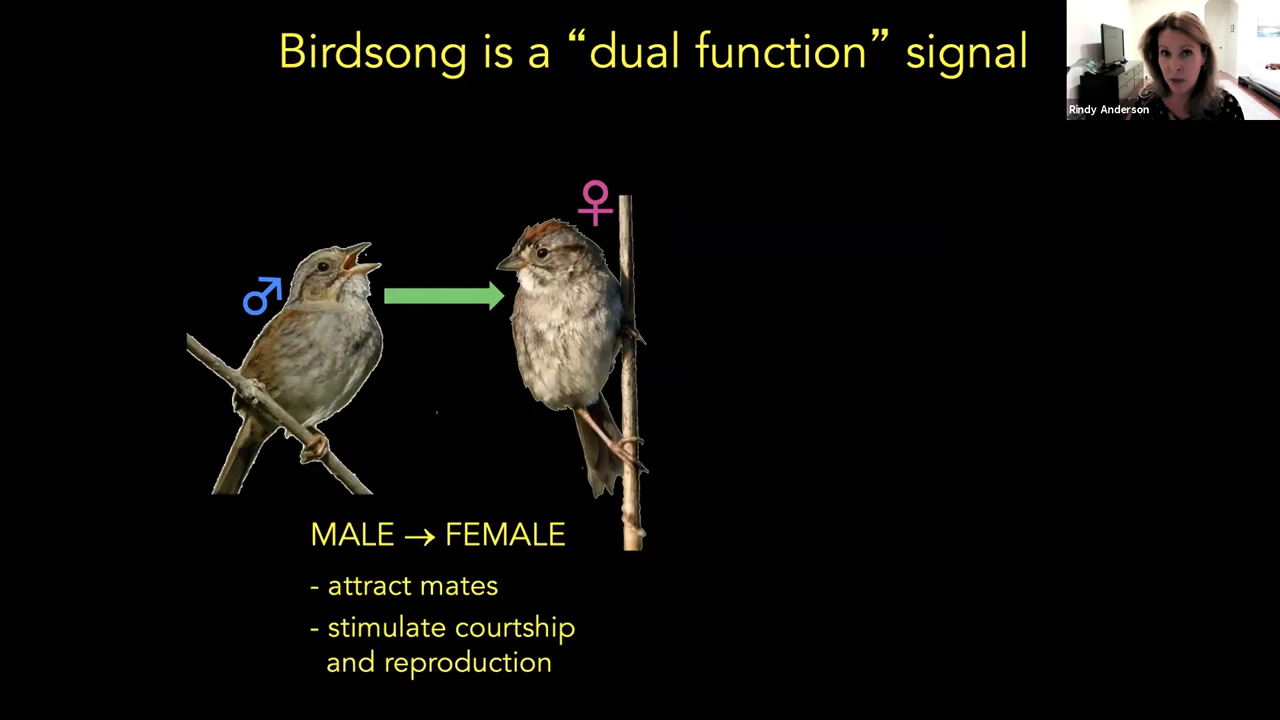 Birdsong is a “dual function” signal
Rindy Anderson
♀
♂
MALE → FEMALE
- attract mates
- stimulate courtship
and reproduction